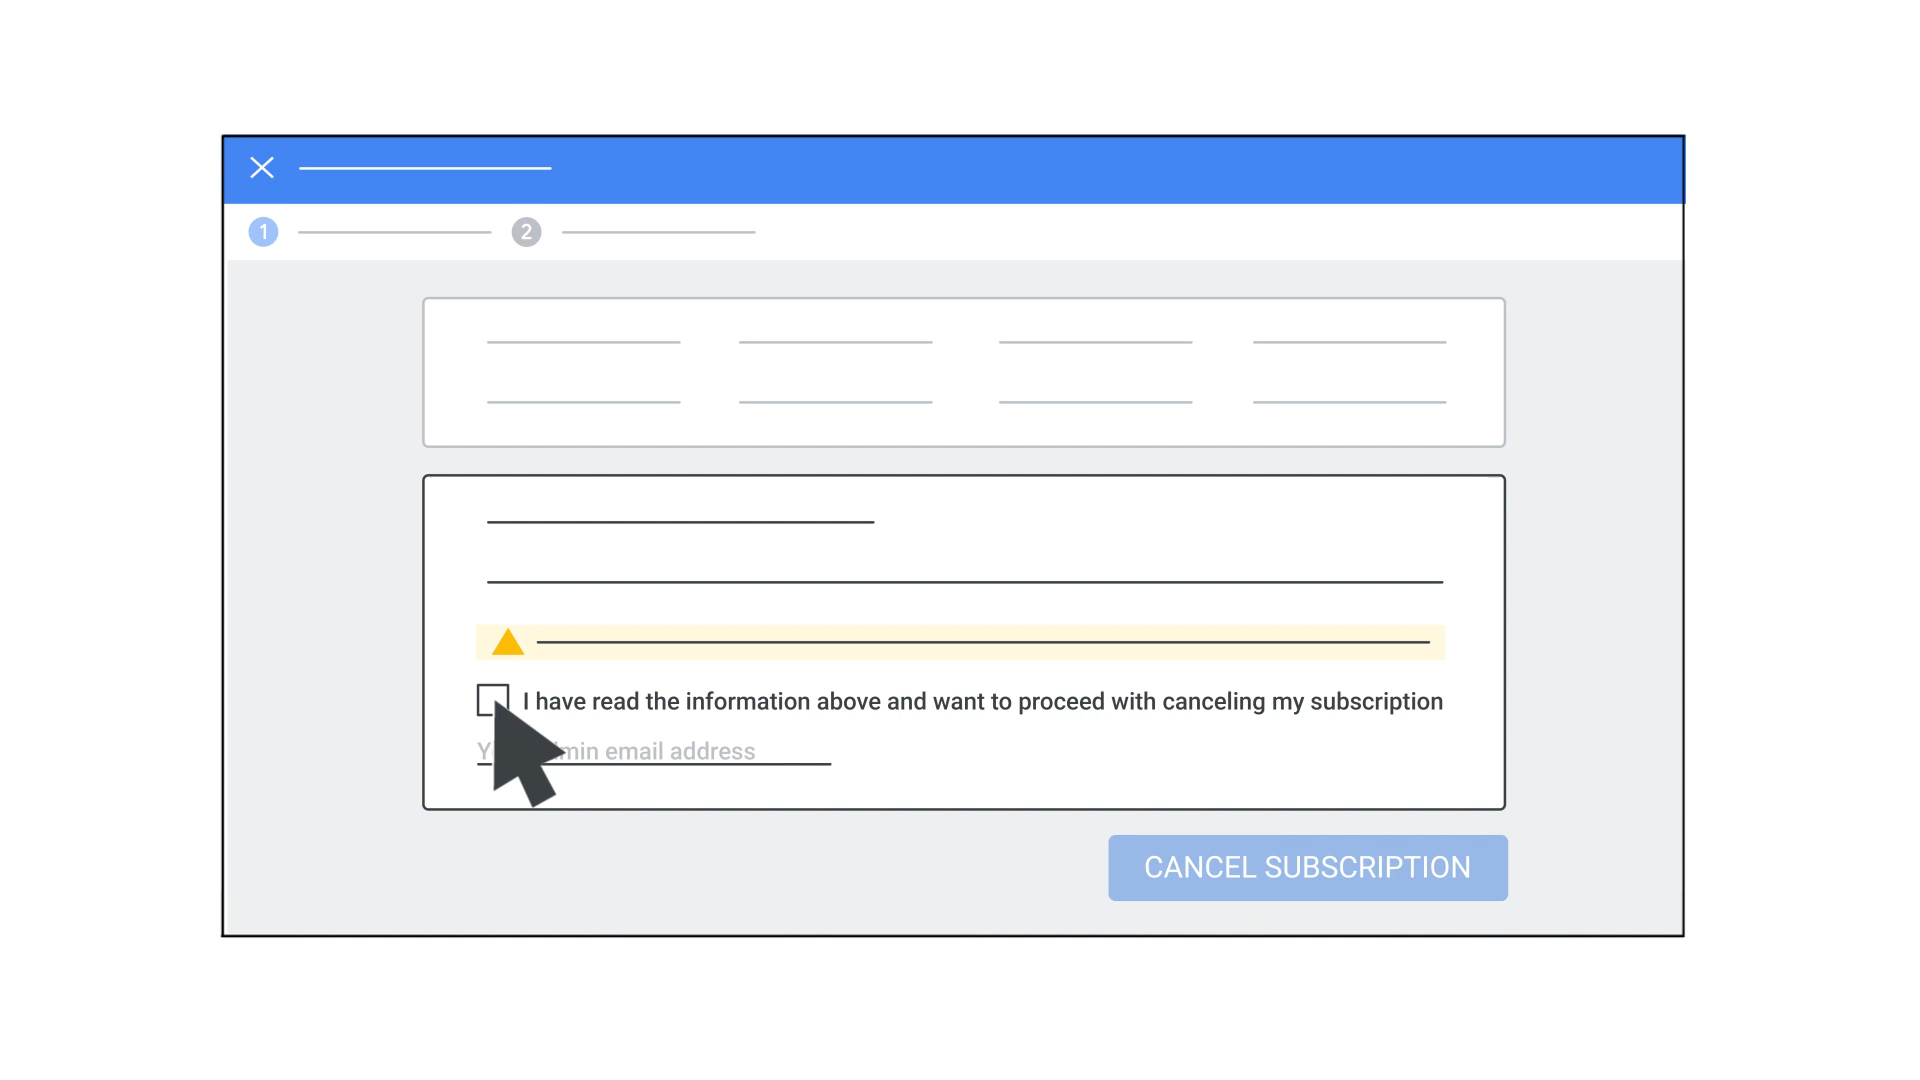 1
2
I have read the information above and want to proceed with canceling my subscription
email address
CANCEL SUBSCRIPTION